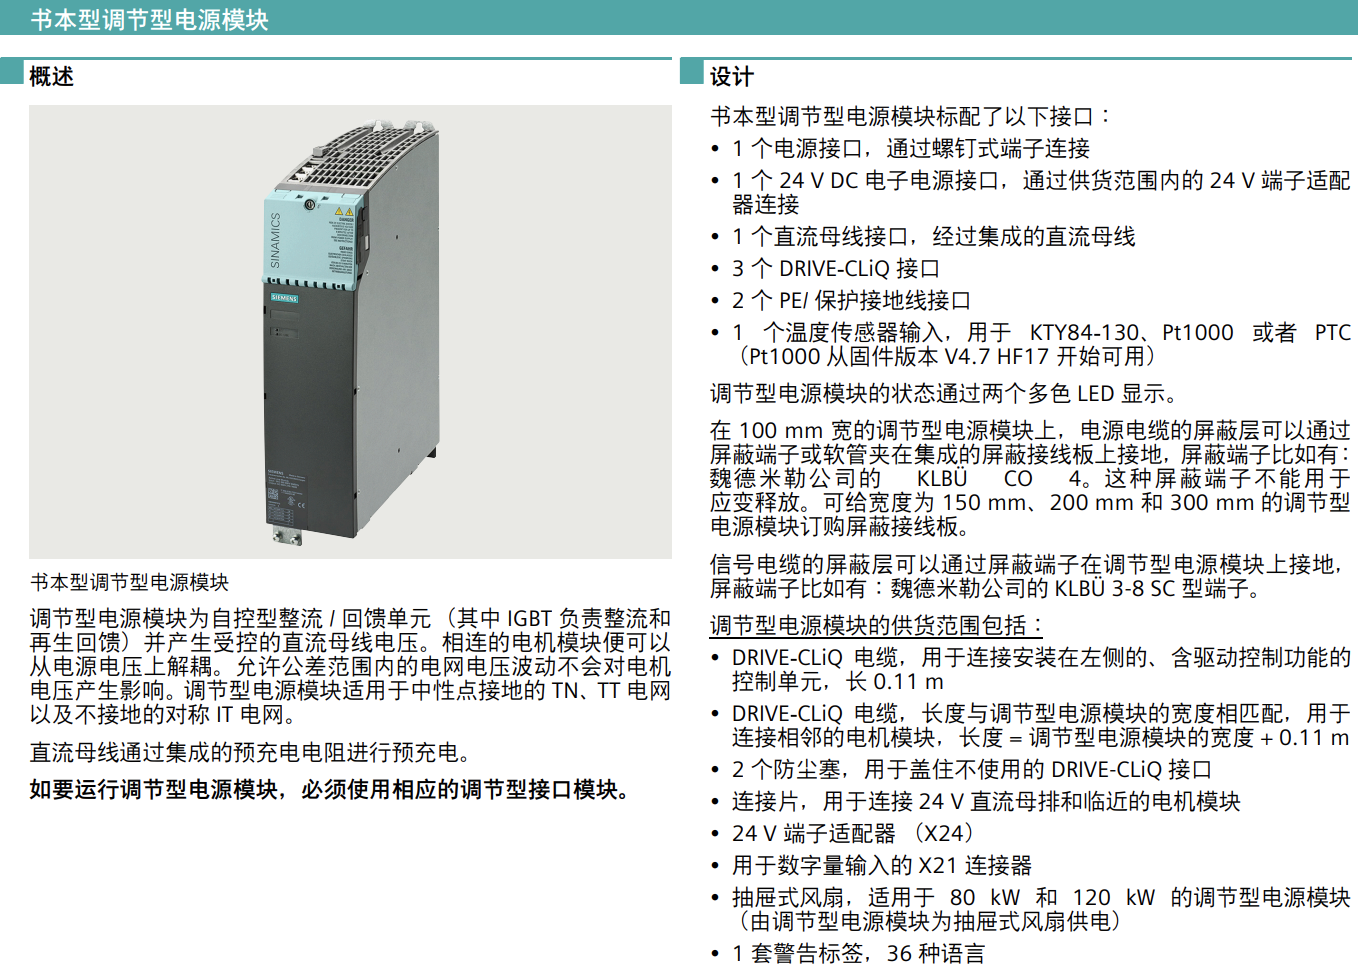 书本型调节型电源模块
概述
SINAMICS
DANGER
SIEMENS
书本型调节型电源模块
调节型电源模块为自控型整流 / 回馈单元 （其中 IGBT 负责整流和
再生回馈）并产生受控的直流母线电压。相连的电机模块便可以
从电源电压上解耦。允许公差范围内的电网电压波动不会对电机
电压产生影响。调节型电源模块适用于中性点接地的 TN、TT 电网
以及不接地的对称 IT 电网。
直流母线通过集成的预充电电阻进行预充电。
如要运行调节型电源模块，必须使用相应的调节型接口模块。
设计
书本型调节型电源模块标配了以下接口：
• 1 个电源接口，通过螺钉式端子连接
• 1 个 24 V DC 电子电源接口，通过供货范围内的 24 V 端子适配
器连接
• 1 个直流母线接口，经过集成的直流母线
• 3 个 DRIVE-CLiQ 接口
• 2 个 PE/ 保护接地线接口
• 1 个温度传感器输入，用于 KTY84-130、Pt1000 或者 PTC
（Pt1000 从固件版本 V4.7 HF17 开始可用）
调节型电源模块的状态通过两个多色 LED 显示。
在 100 mm 宽的调节型电源模块上，电源电缆的屏蔽层可以通过
屏蔽端子或软管夹在集成的屏蔽接线板上接地，屏蔽端子比如有：
魏德米勒公司的 KLBÜ CO 4。这种屏蔽端子不能用于
应变释放。可给宽度为 150 mm、200 mm 和 300 mm 的调节型
电源模块订购屏蔽接线板。
信号电缆的屏蔽层可以通过屏蔽端子在调节型电源模块上接地，
屏蔽端子比如有：魏德米勒公司的 KLBÜ 3-8 SC 型端子。
调节型电源模块的供货范围包括：
• DRIVE-CLiQ 电缆，用于连接安装在左侧的、含驱动控制功能的
控制单元，长 0.11 m
• DRIVE-CLiQ 电缆，长度与调节型电源模块的宽度相匹配，用于
连接相邻的电机模块，长度 = 调节型电源模块的宽度 + 0.11 m
• 2 个防尘塞，用于盖住不使用的 DRIVE-CLiQ 接口
• 连接片，用于连接 24 V 直流母排和临近的电机模块
• 24 V 端子适配器 （X24）
• 用于数字量输入的 X21 连接器
• 抽屉式风扇，适用于 80 kW 和 120 kW 的调节型电源模块
（由调节型电源模块为抽屉式风扇供电）
• 1 套警告标签，36 种语言